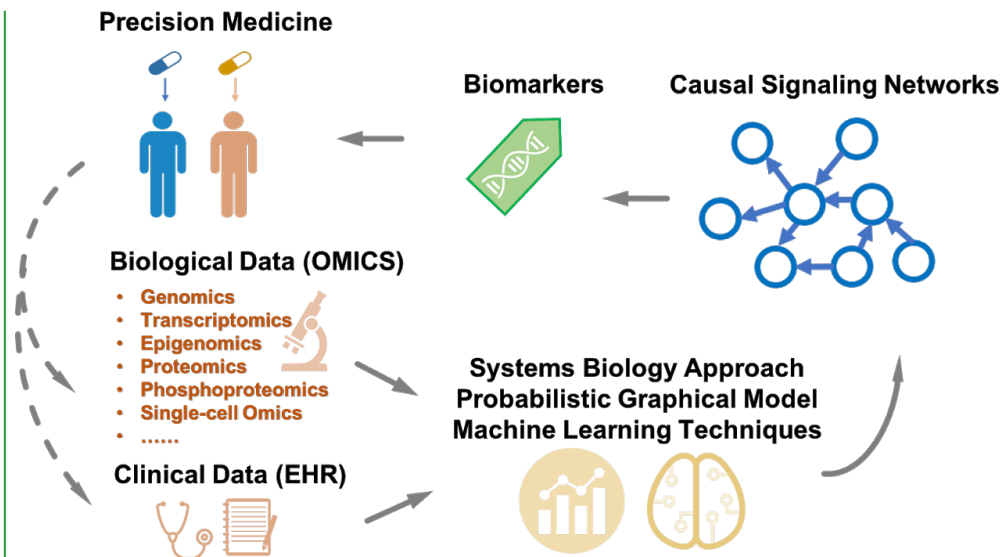 Precision Medicine
Biomarkers
Causal Signaling Networks
Biological Data (OMICS)
• Genomics
• Transcriptomics
• Epigenomics
• Proteomics
• Phosphoproteomics
• Single-cell Omics
• ......
Systems Biology Approach
Probabilistic Graphical Model
Machine Learning Techniques
Clinical Data (EHR)